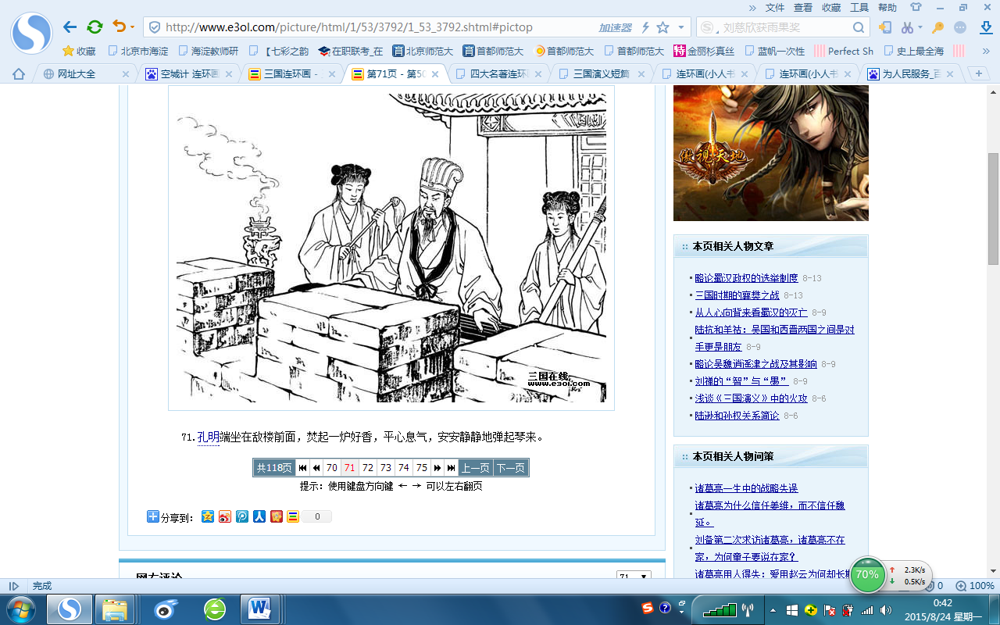 文件 查看 收藏 工具 帮助
http://www.e3ol.com/picture/html/1/53/3792/1_53_3792.shtml#pictop
加速器
刘慈欣获雨果奖
收藏 北京市海淀 海淀教师研 【七彩之韵 在职联考_在 北京师范大 首都师范大 首都师范大 首都师范大 金丽杉真丝 蓝帆一次性 Perfect Sh 史上最全海
网址大全 空城计 连环画 三国连环画 - 第71页 - 第50 四大名著连环 三国演义短篇 连环画(小人书 连环画(小人书 为人民服务_百
三国在线
www.e3ol.com
71.孔明端坐在敌楼前面，焚起一炉好香，平心息气，安安静静地弹起琴来。
共118页 70 71 72 73 74 75 上一页 下一页
提示：使用键盘方向键 ← → 可以左右翻页
分享到： 0
网友评论
71
傲视天地
本页相关人物文章
略论蜀汉政权的选举制度 8-13
三国时期的襄樊之战 8-13
从人心向背来看蜀汉的灭亡 8-9
陆抗和羊祜：吴国和西晋两国之间是对
手更是朋友 8-9
略论吴魏逍遥津之战及其影响 8-9
刘禅的“智”与“愚” 8-9
浅谈《三国演义》中的火攻 8-6
陆逊和孙权关系简论 8-6
本页相关人物问策
诸葛亮一生中的战略失误
诸葛亮为什么信任姜维，而不信任魏
延。
刘备第二次求访诸葛亮，诸葛亮不在
家，为何童子要说在家？
诸葛亮用人得失：爱用赵云为何却长期
70%
2.3K/s
0.5K/s
完成
0 100%
0:42
2015/8/24 星期一